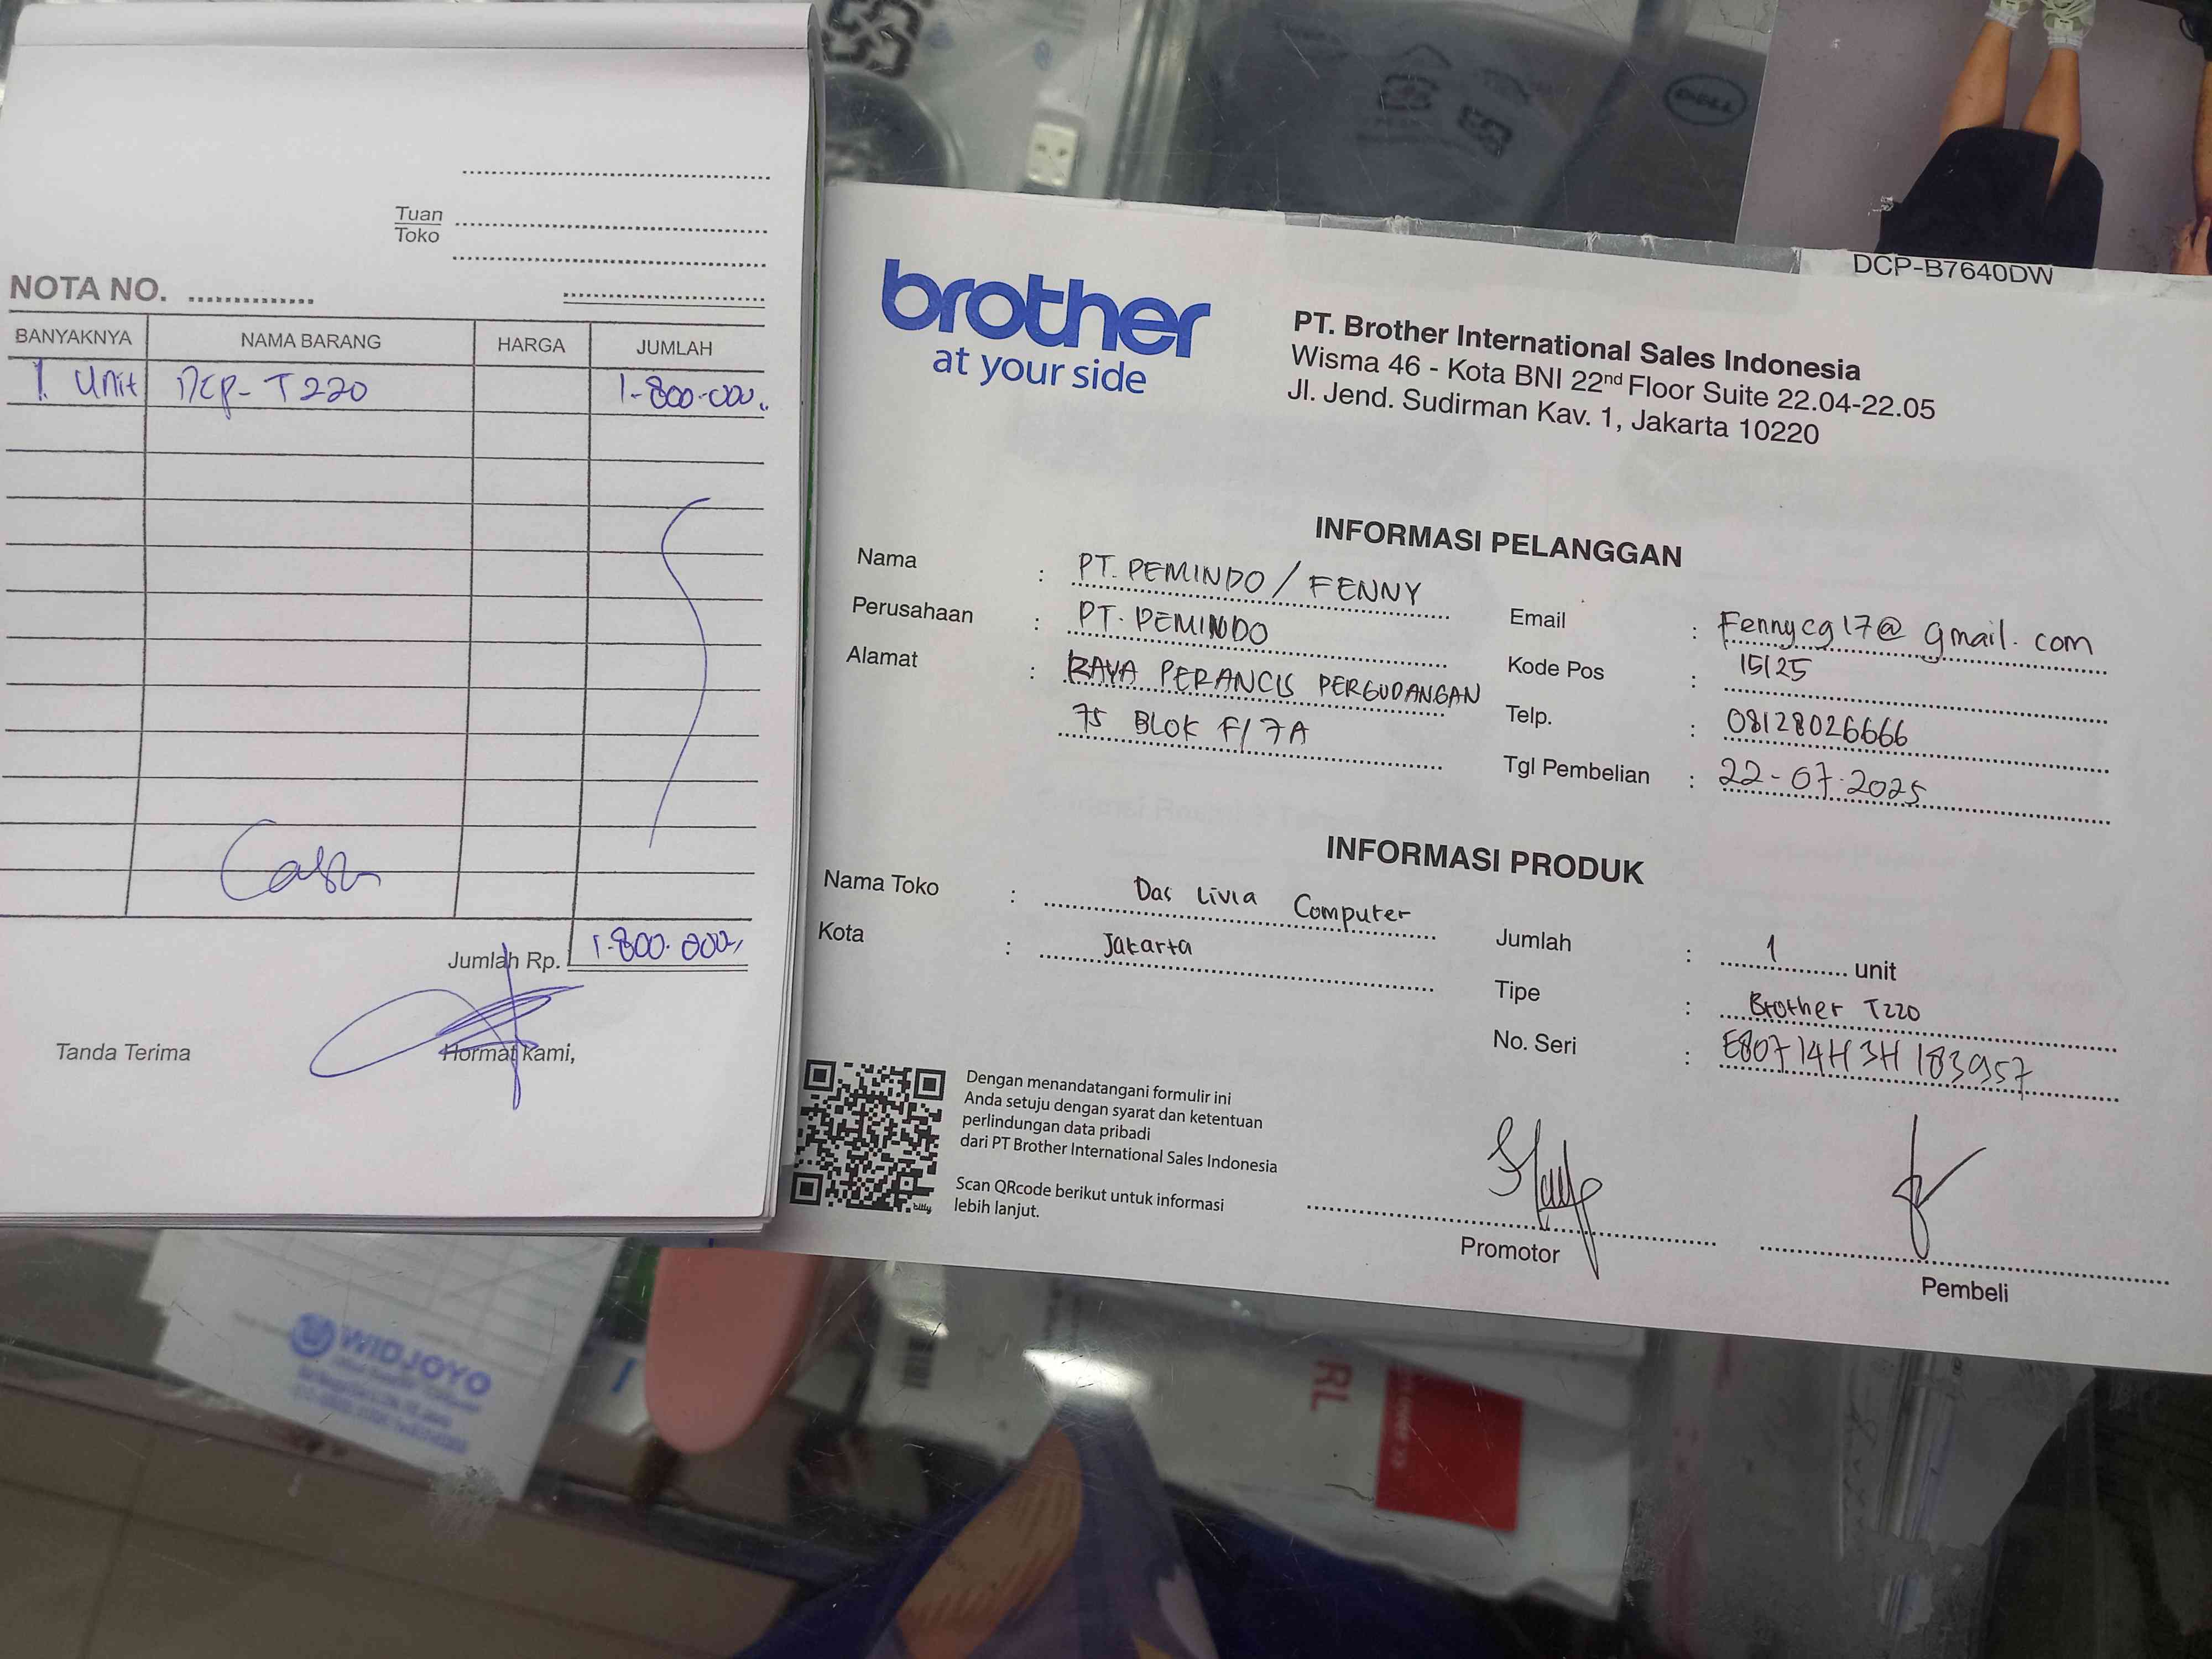 Tuan
Toko
NOTA NO.
BANYAKNYA NAMA BARANG HARGA JUMLAH
1 Unit DCP-T220 1.800.000,
Cash
Jumlah Rp. 1.800.000,
Tanda Terima Hormat kami,
DELL
DCP-B7640DW
brother
at your side
PT. Brother International Sales Indonesia
Wisma 46 - Kota BNI 22nd Floor Suite 22.04-22.05
Jl. Jend. Sudirman Kav. 1, Jakarta 10220
INFORMASI PELANGGAN
Nama : PT. PEMINDO / FENNY
Perusahaan : PT. PEMINDO
Alamat : RAYA PERANCIS PERGUDANGAN
75 BLOK F/7A
Email : Fennycg17@gmail.com
Kode Pos : 15125
Telp. : 08128026666
Tgl Pembelian : 22-07-2025
INFORMASI PRODUK
Nama Toko : Das Livia Computer
Kota : Jakarta
Jumlah : 1 unit
Tipe : Brother T220
No. Seri : E80714H3H183957
Dengan menandatangani formulir ini
Anda setuju dengan syarat dan ketentuan
perlindungan data pribadi
dari PT Brother International Sales Indonesia
Scan QRcode berikut untuk informasi
lebih lanjut.
bitly
Promotor
Pembeli
WIDJOYO
RL